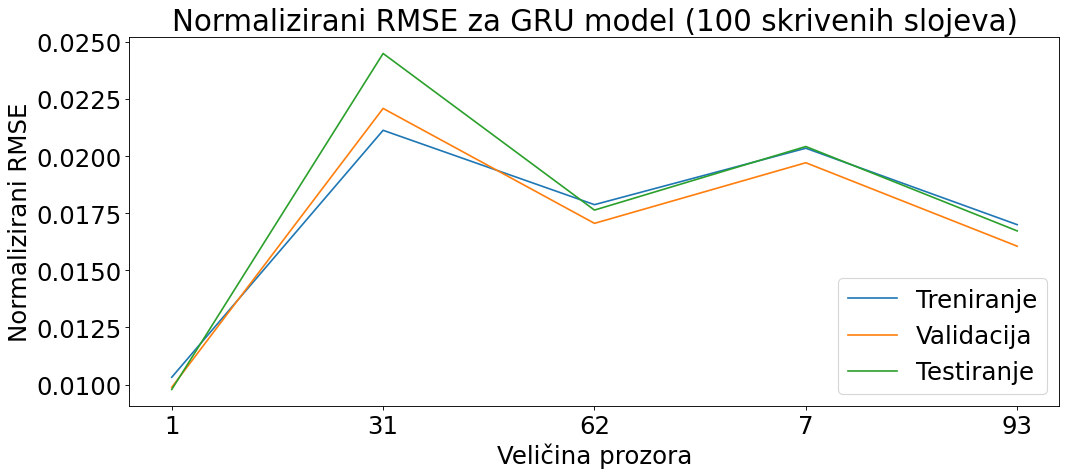 Normalizirani RMSE za GRU model (100 skrivenih slojeva)
Normalizirani RMSE
0.0250
0.0225
0.0200
0.0175
0.0150
0.0125
0.0100
Treniranje
Validacija
Testiranje
1 31 62 7 93
Veličina prozora